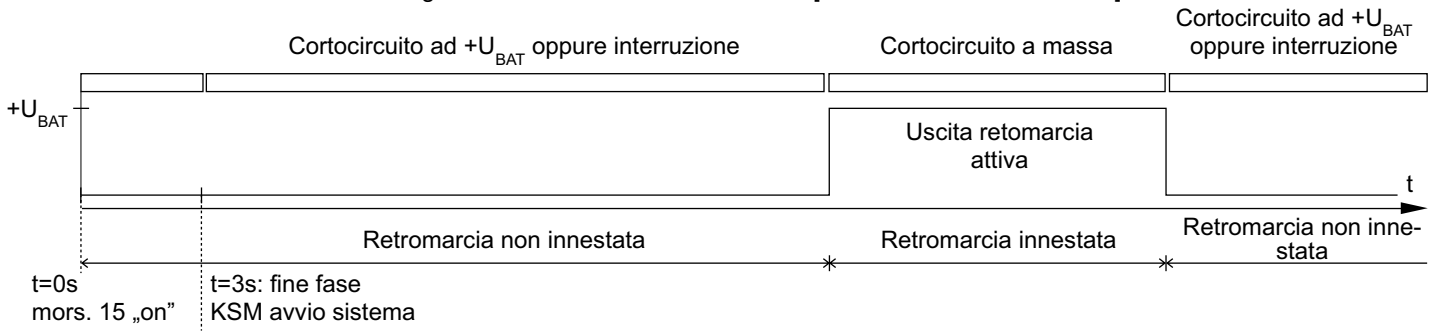 Cortocircuito ad +U_BAT oppure interruzione
Cortocircuito a massa
Cortocircuito ad +U_BAT
oppure interruzione
+U_BAT
Uscita retomarcia
attiva
t
Retromarcia non innestata
Retromarcia innestata
Retromarcia non inne-
stata
t=0s
mors. 15 „on”
t=3s: fine fase
KSM avvio sistema